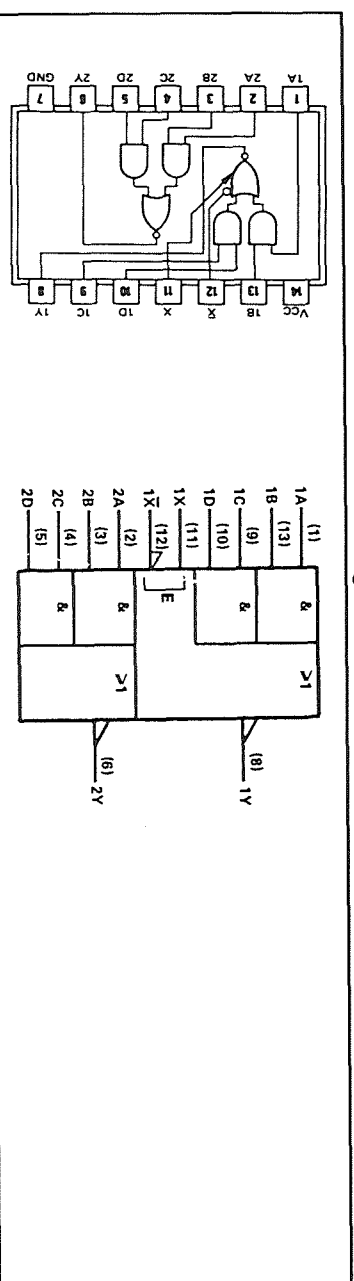 VCC 1B X̄ X 1D 1C 1Y
14 13 12 11 10 9 8
1 2 3 4 5 6 7
1A 2A 2B 2C 2D 2Y GND
1A (1) & ≥1
1B (13)
1C (9) & (8) 1Y
1D (10)
1X (11) E
1X̄ (12)
2A (2) & ≥1
2B (3) (6) 2Y
2C (4) &
2D (5)